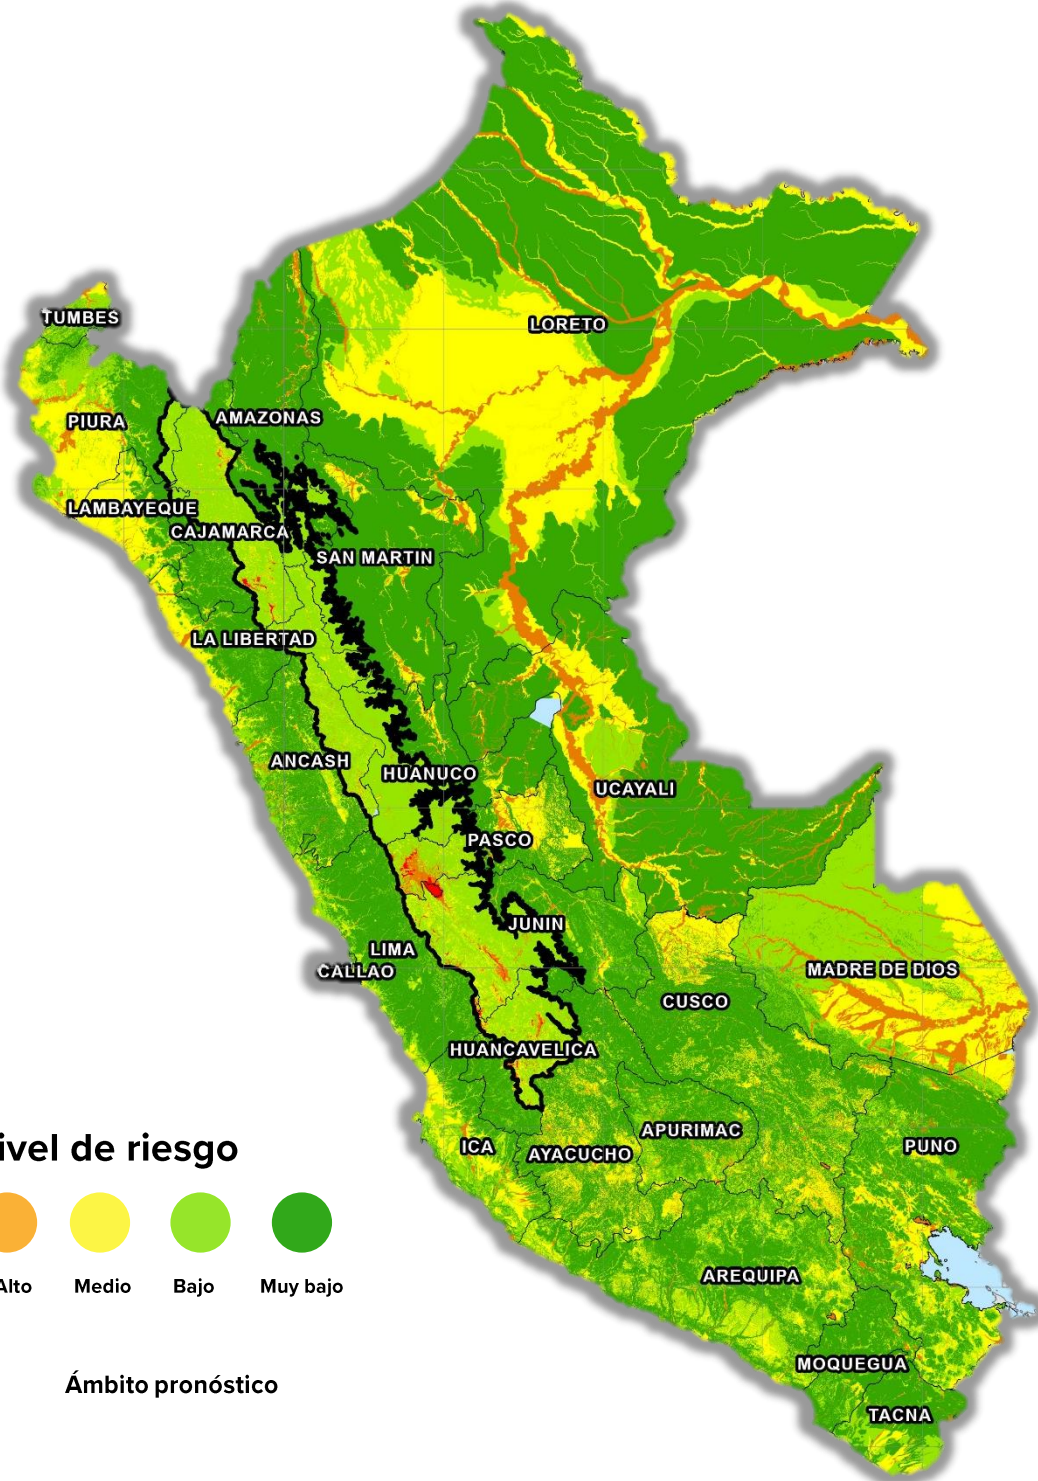 TUMBES
LORETO
PIURA
AMAZONAS
LAMBAYEQUE
CAJAMARCA
SAN MARTIN
LA LIBERTAD
ANCASH
HUANUCO
UCAYALI
PASCO
JUNIN
LIMA
CALLAO
MADRE DE DIOS
CUSCO
HUANCAVELICA
APURIMAC
ICA
AYACUCHO
PUNO
AREQUIPA
MOQUEGUA
TACNA
ivel de riesgo
Alto Medio Bajo Muy bajo
Ámbito pronóstico